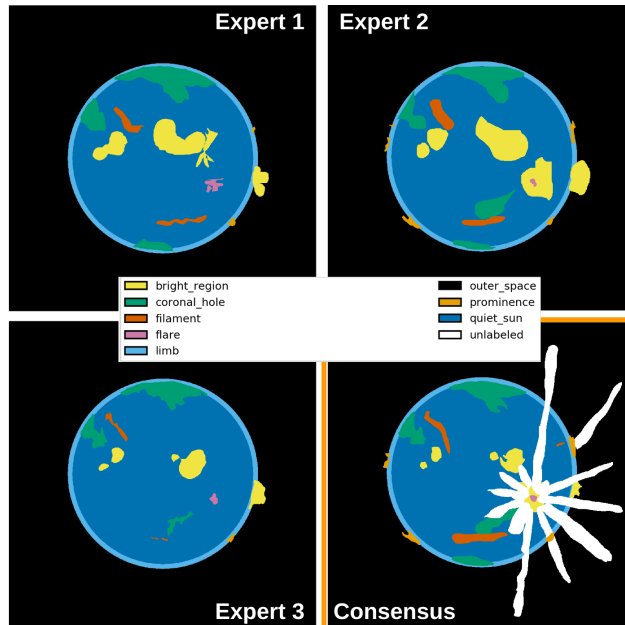 Expert 1
Expert 2
bright_region
coronal_hole
filament
flare
limb
outer_space
prominence
quiet_sun
unlabeled
Expert 3
Consensus